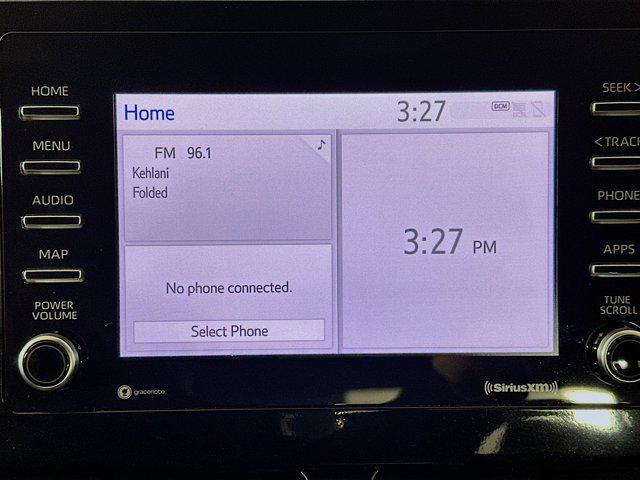 HOME
MENU
AUDIO
MAP
POWER
VOLUME
Home
3:27
DCM
FM 96.1
Kehlani
Folded
No phone connected.
Select Phone
3:27 PM
SEEK >
< TRACK
PHONE
APPS
TUNE
SCROLL
gracenote
((SiriusXM))